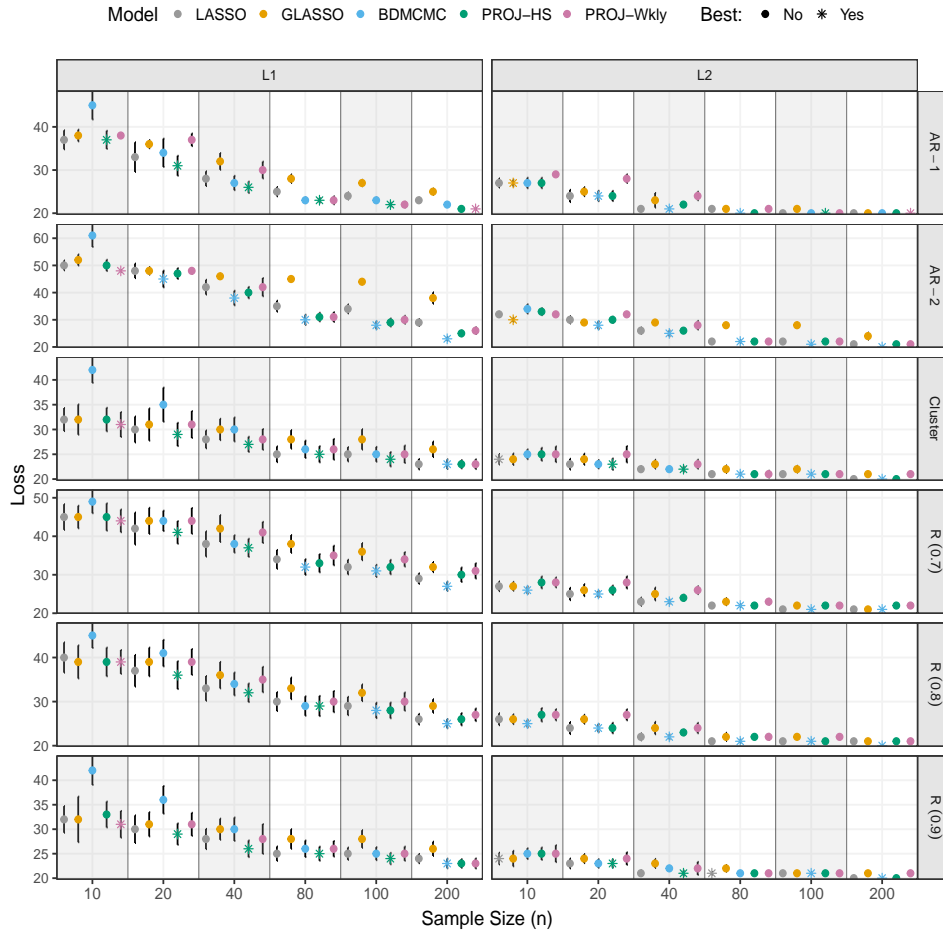 Model LASSO GLASSO BDMCMC PROJ−HS PROJ−Wkly Best: No Yes
L1 L2
AR − 1
40
30
20
AR − 2
60
50
40
30
20
Cluster
40
35
30
25
20
R (0.7)
50
40
30
20
R (0.8)
40
30
20
R (0.9)
40
35
30
25
20
Loss
10 20 40 80 100 200 10 20 40 80 100 200
Sample Size (n)